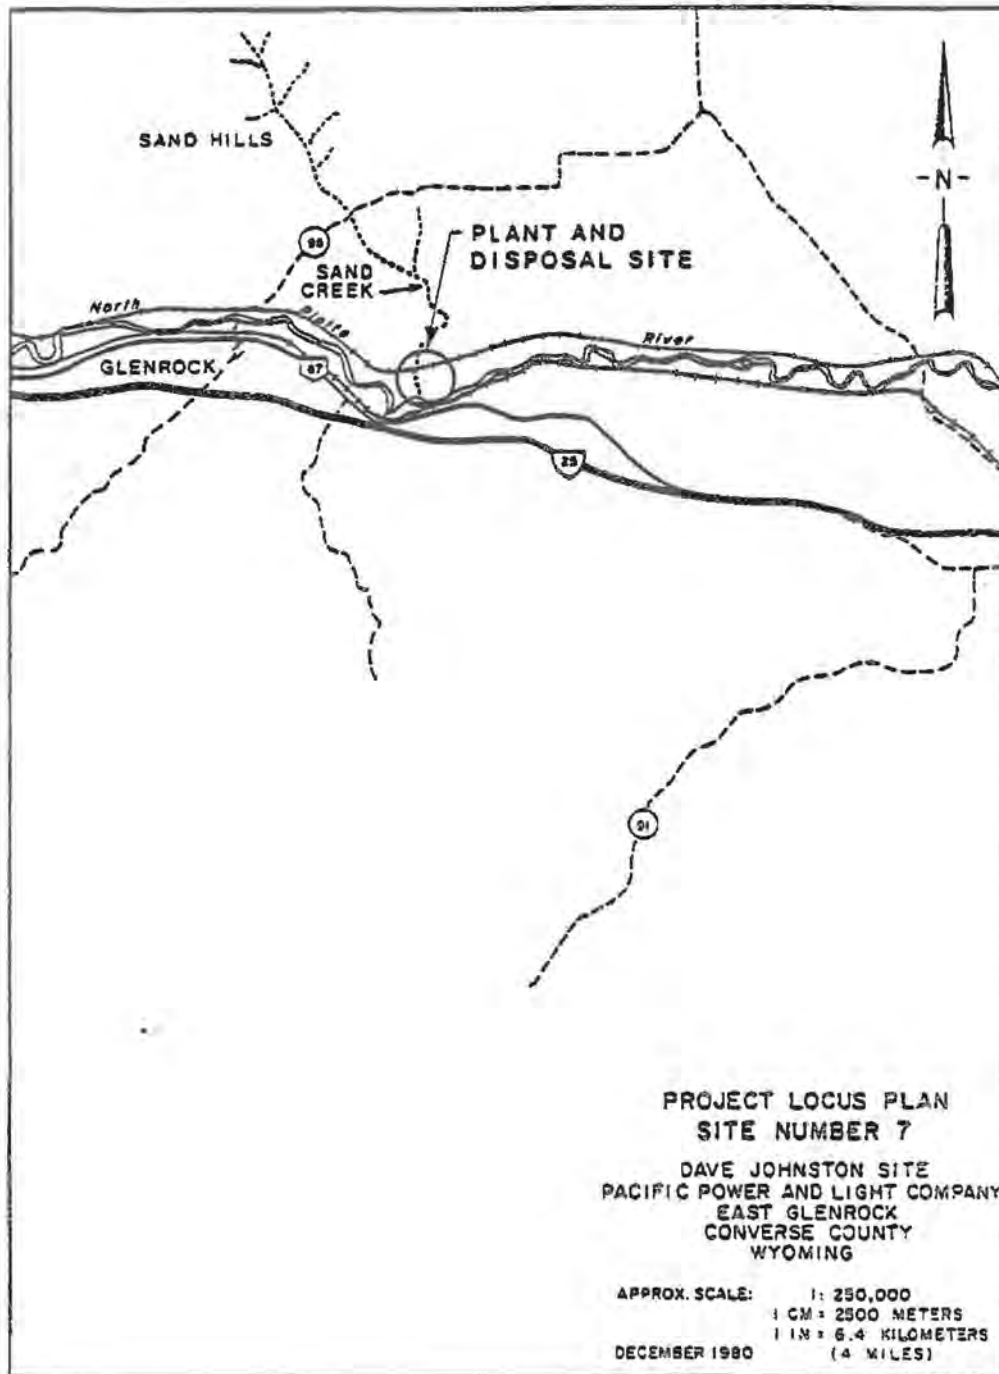 SAND HILLS
N
PLANT AND
DISPOSAL SITE
95
SAND
CREEK
North
Platte
River
GLENROCK
87
25
91
PROJECT LOCUS PLAN
SITE NUMBER 7
DAVE JOHNSTON SITE
PACIFIC POWER AND LIGHT COMPANY
EAST GLENROCK
CONVERSE COUNTY
WYOMING
APPROX. SCALE: 1: 250,000
1 CM = 2500 METERS
1 IN = 6.4 KILOMETERS
DECEMBER 1980 (4 MILES)